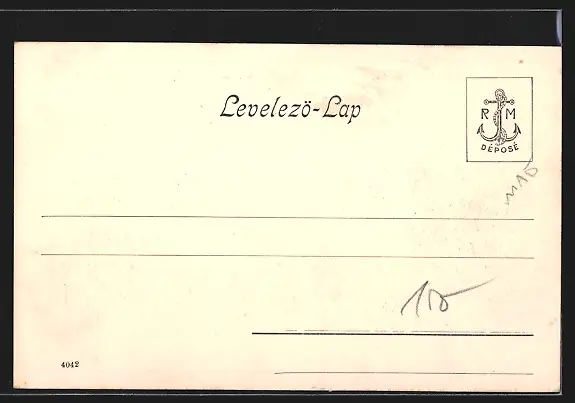 Levelező-Lap
R M
DÉPOSÉ
4042